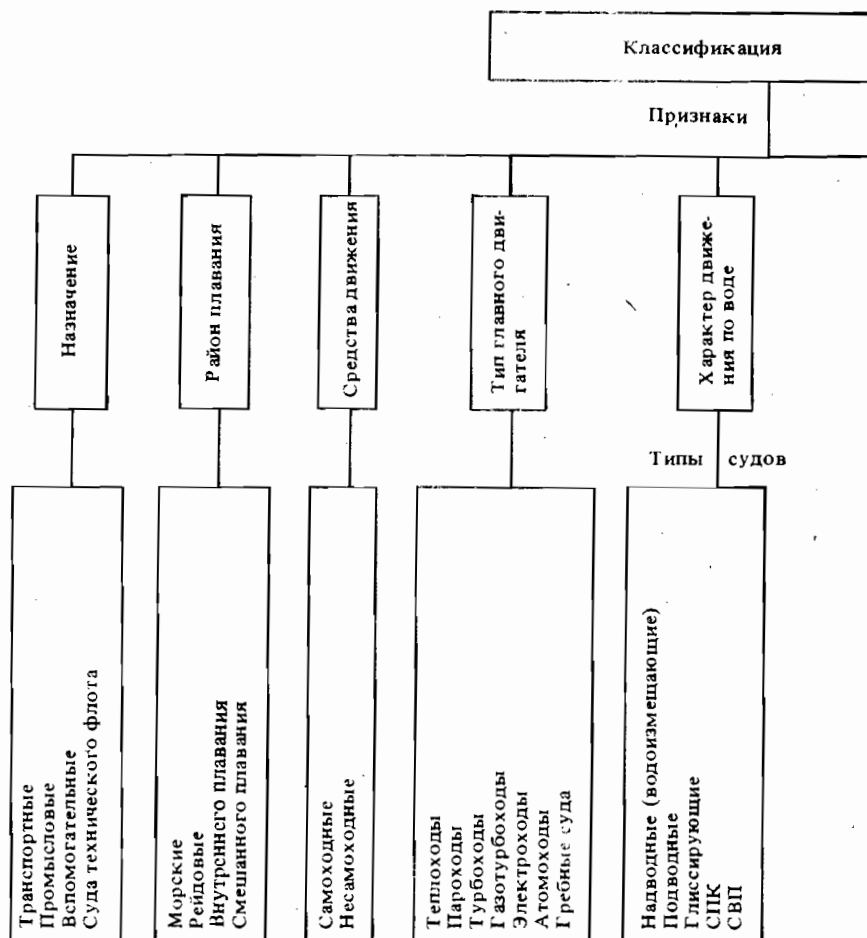 Классификация
Признаки
Назначение
Район плавания
Средства движения
Тип главного дви-
гателя
Характер движе-
ния по воде
Типы судов
Транспортные
Промысловые
Вспомогательные
Суда технического флота
Морские
Рейдовые
Внутреннего плавания
Смешанного плавания
Самоходные
Несамоходные
Теплоходы
Пароходы
Турбоходы
Газотурбоходы
Электроходы
Атомоходы
Гребные суда
Надводные (водоизмещающие)
Подводные
Глиссирующие
СПК
СВП